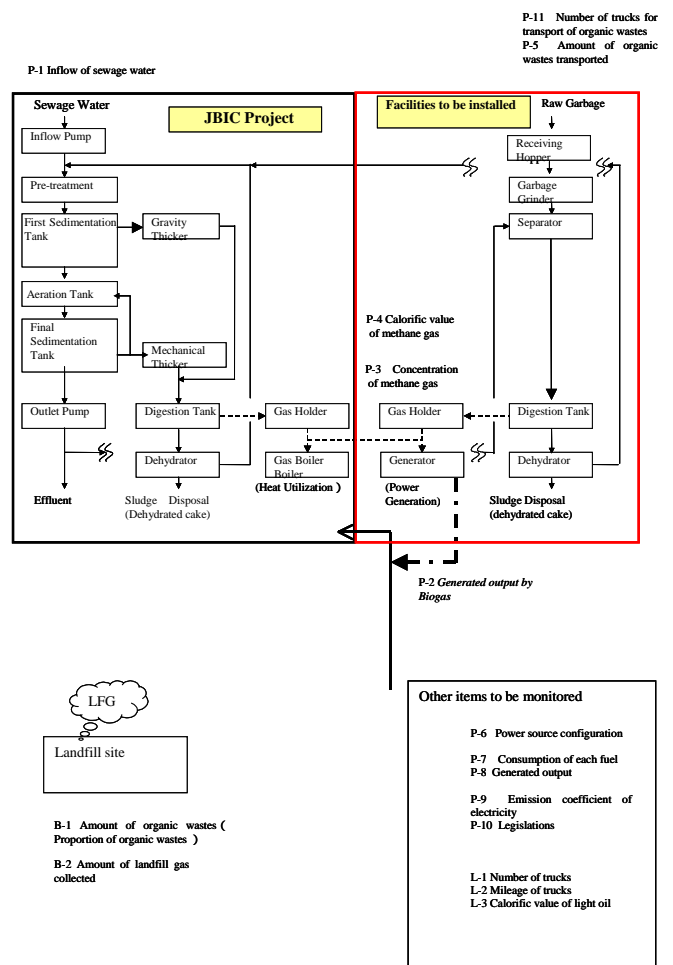 P-11 Number of trucks for
transport of organic wastes
P-5 Amount of organic
wastes transported
P-1 Inflow of sewage water
Sewage Water
JBIC Project
Facilities to be installed
Raw Garbage
Inflow Pump
Receiving
Hopper
Pre-treatment
Garbage
Grinder
First Sedimentation
Tank
Gravity
Thicker
Separator
Aeration Tank
P-4 Calorific value
of methane gas
Final
Sedimentation
Tank
Mechanical
Thicker
P-3 Concentration
of methane gas
Outlet Pump
Digestion Tank
Gas Holder
Gas Holder
Digestion Tank
Dehydrator
Gas Boiler
Boiler
Generator
Dehydrator
Effluent
Sludge Disposal
(Dehydrated cake)
(Heat Utilization )
(Power
Generation)
Sludge Disposal
(dehydrated cake)
P-2 Generated output by
Biogas
LFG
Landfill site
B-1 Amount of organic wastes (
Proportion of organic wastes )
B-2 Amount of landfill gas
collected
Other items to be monitored
P-6 Power source configuration
P-7 Consumption of each fuel
P-8 Generated output
P-9 Emission coefficient of
electricity
P-10 Legislations
L-1 Number of trucks
L-2 Mileage of trucks
L-3 Calorific value of light oil